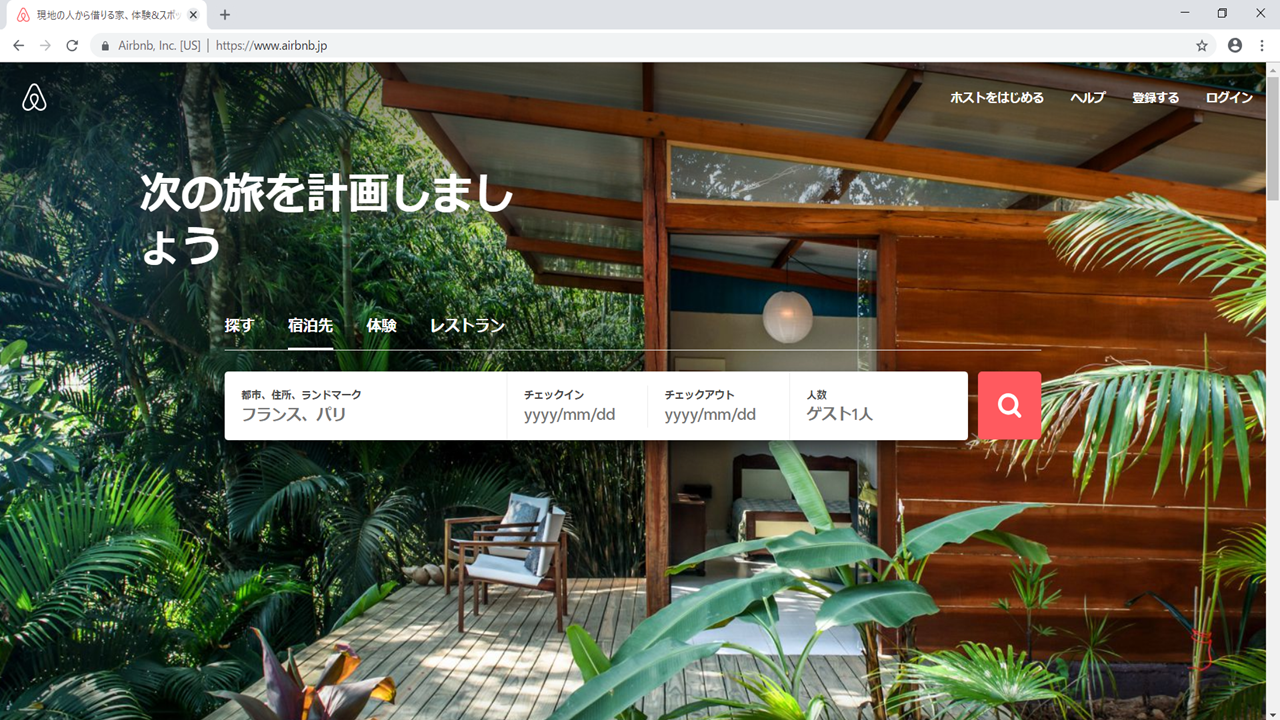 現地の人から借りる家、体験&スポッ
Airbnb, Inc. [US] | https://www.airbnb.jp
ホストをはじめる ヘルプ 登録する ログイン
次の旅を計画しまし
ょう
探す 宿泊先 体験 レストラン
都市、住所、ランドマーク チェックイン チェックアウト 人数
フランス、パリ yyyy/mm/dd yyyy/mm/dd ゲスト1人